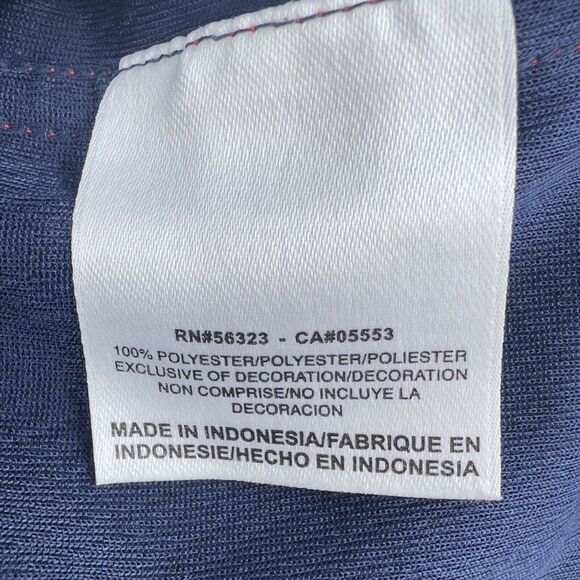 RN#56323 - CA#05553
100% POLYESTER/POLYESTER/POLIESTER
EXCLUSIVE OF DECORATION/DECORATION
NON COMPRISE/NO INCLUYE LA
DECORACION
MADE IN INDONESIA/FABRIQUE EN
INDONESIE/HECHO EN INDONESIA